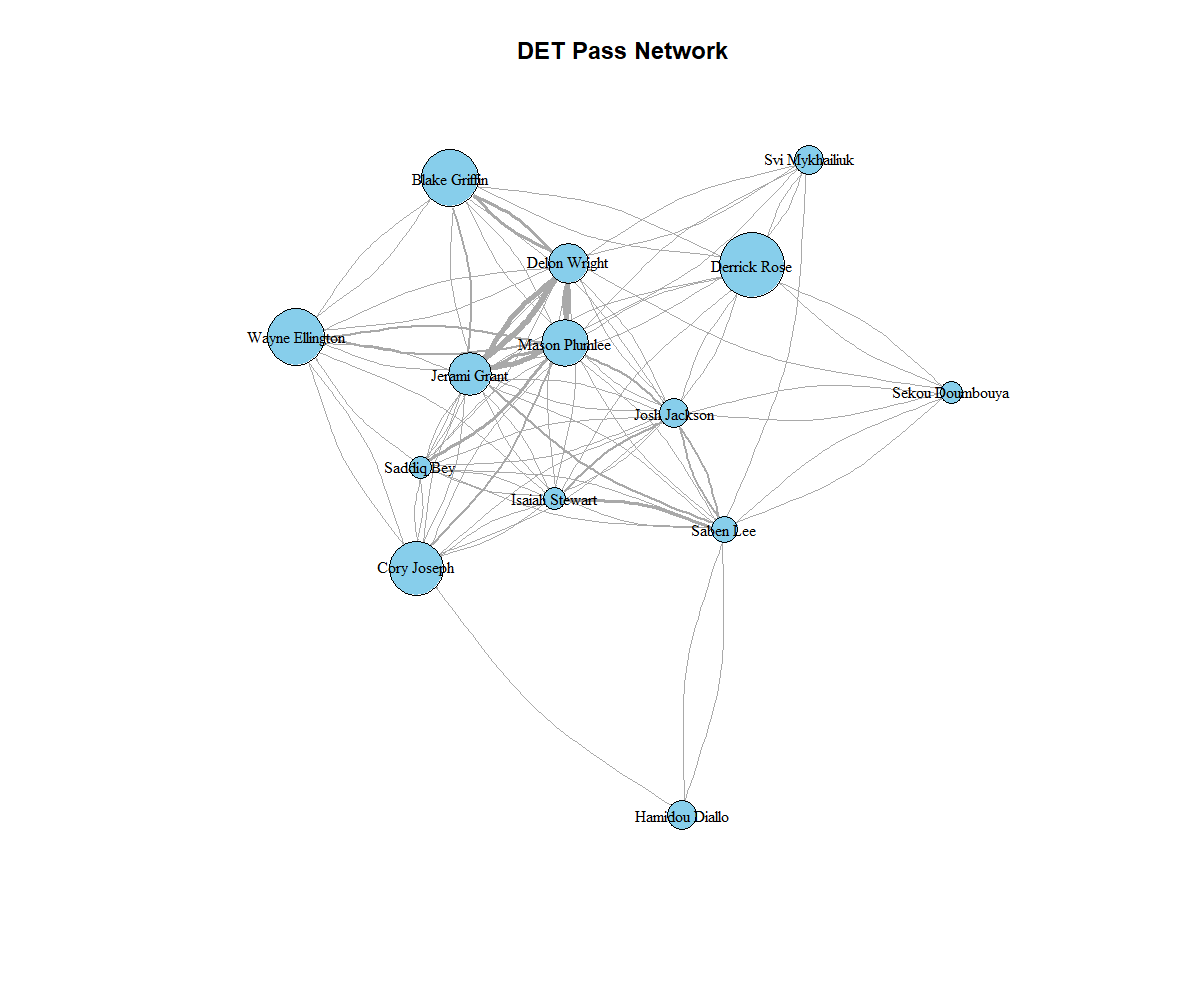 DET Pass Network
Svi Mykhailiuk
Blake Griffin
Delon Wright
Derrick Rose
Wayne Ellington
Mason Plumlee
Jerami Grant
Sekou Doumbouya
Josh Jackson
Saddiq Bey
Isaiah Stewart
Saben Lee
Cory Joseph
Hamidou Diallo